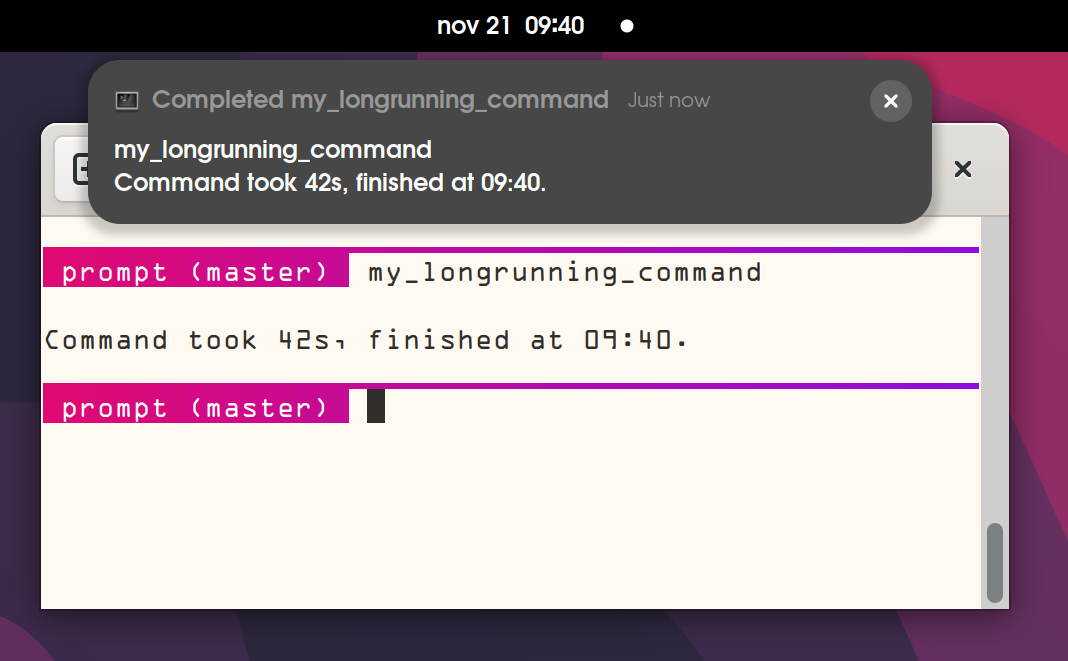 nov 21 09:40
Completed my_longrunning_command Just now
my_longrunning_command
Command took 42s, finished at 09:40.
prompt (master) my_longrunning_command
Command took 42s, finished at 09:40.
prompt (master)